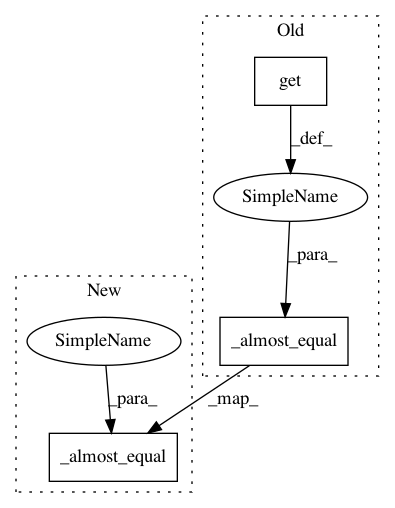 Old
get
_def_
SimpleName
_para_
New
SimpleName
_almost_equal
_para_
_map_
_almost_equal